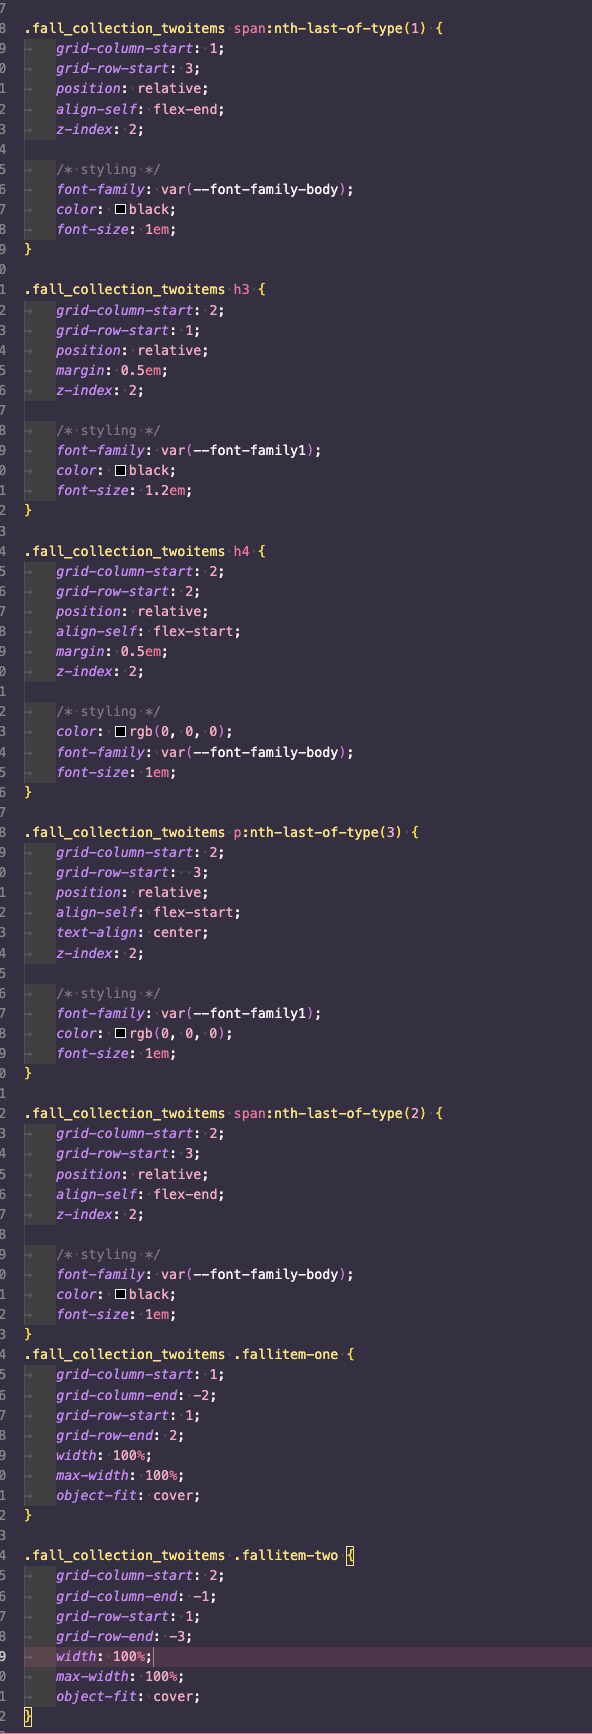 7
8 .fall_collection_twoitems span:nth-last-of-type(1) {
9 grid-column-start: 1;
0 grid-row-start: 3;
1 position: relative;
2 align-self: flex-end;
3 z-index: 2;
4
5 /* styling */
6 font-family: var(--font-family-body);
7 color: black;
8 font-size: 1em;
9 }
0
1 .fall_collection_twoitems h3 {
2 grid-column-start: 2;
3 grid-row-start: 1;
4 position: relative;
5 margin: 0.5em;
6 z-index: 2;
7
8 /* styling */
9 font-family: var(--font-family1);
0 color: black;
1 font-size: 1.2em;
2 }
3
4 .fall_collection_twoitems h4 {
5 grid-column-start: 2;
6 grid-row-start: 2;
7 position: relative;
8 align-self: flex-start;
9 margin: 0.5em;
0 z-index: 2;
1
2 /* styling */
3 color: rgb(0, 0, 0);
4 font-family: var(--font-family-body);
5 font-size: 1em;
6 }
7
8 .fall_collection_twoitems p:nth-last-of-type(3) {
9 grid-column-start: 2;
0 grid-row-start:  3;
1 position: relative;
2 align-self: flex-start;
3 text-align: center;
4 z-index: 2;
5
6 /* styling */
7 font-family: var(--font-family1);
8 color: rgb(0, 0, 0);
9 font-size: 1em;
0 }
1
2 .fall_collection_twoitems span:nth-last-of-type(2) {
3 grid-column-start: 2;
4 grid-row-start: 3;
5 position: relative;
6 align-self: flex-end;
7 z-index: 2;
8
9 /* styling */
0 font-family: var(--font-family-body);
1 color: black;
2 font-size: 1em;
3 }
4 .fall_collection_twoitems .fallitem-one {
5 grid-column-start: 1;
6 grid-column-end: -2;
7 grid-row-start: 1;
8 grid-row-end: 2;
9 width: 100%;
0 max-width: 100%;
1 object-fit: cover;
2 }
3
4 .fall_collection_twoitems .fallitem-two {
5 grid-column-start: 2;
6 grid-column-end: -1;
7 grid-row-start: 1;
8 grid-row-end: -3;
9 width: 100%;
0 max-width: 100%;
1 object-fit: cover;
2 }